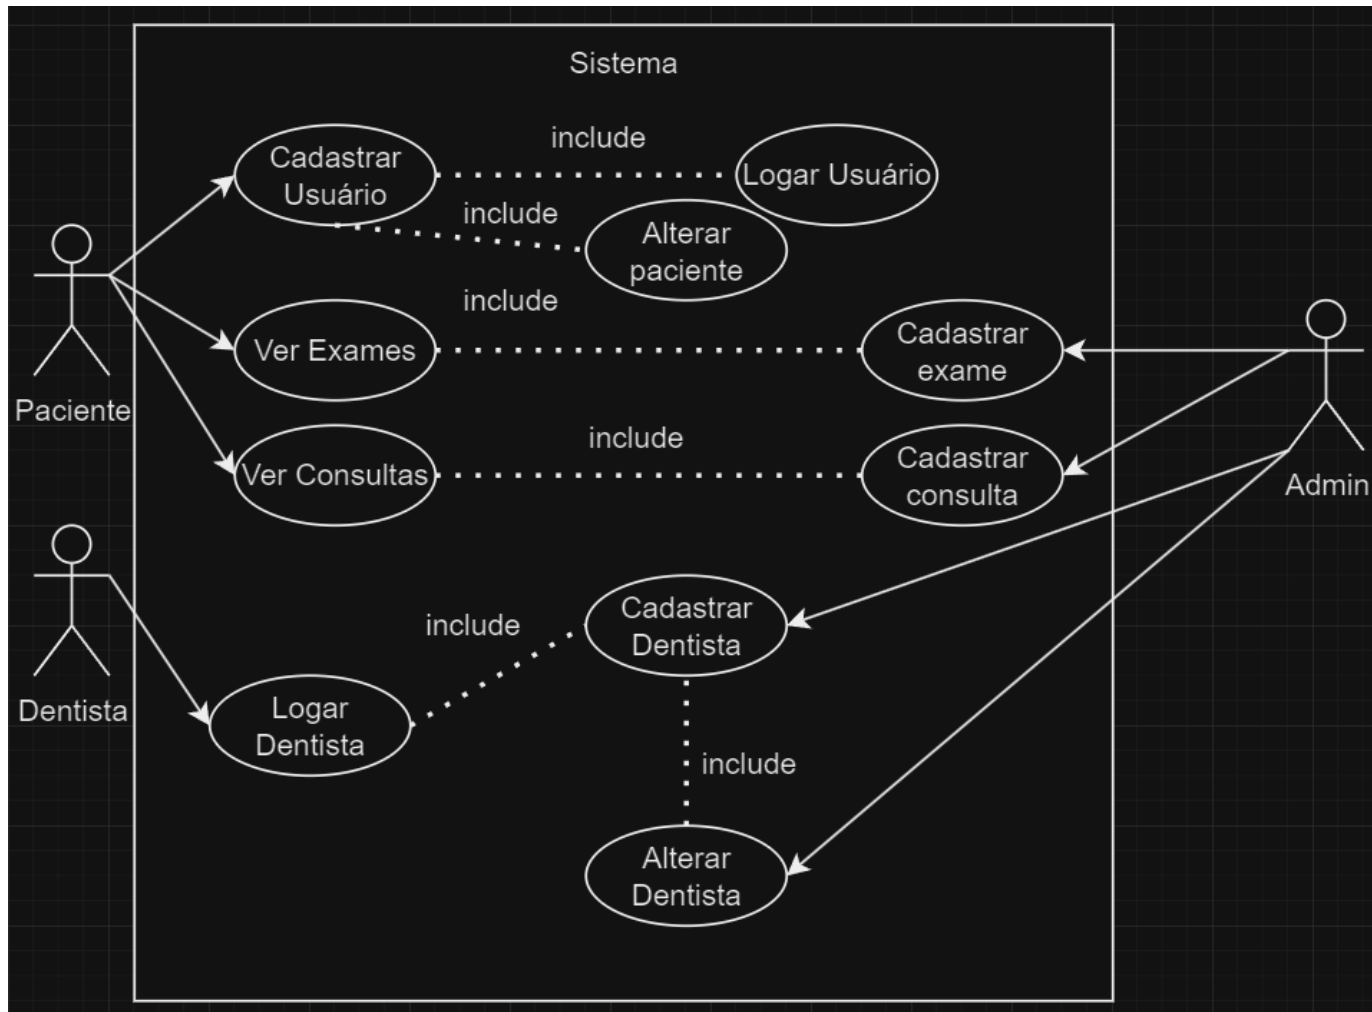 Sistema
include
Cadastrar
Usuário
Logar Usuário
include
Alterar
paciente
include
Ver Exames
Cadastrar
exame
Paciente
include
Ver Consultas
Cadastrar
consulta
Admin
Cadastrar
Dentista
include
Dentista
Logar
Dentista
include
Alterar
Dentista